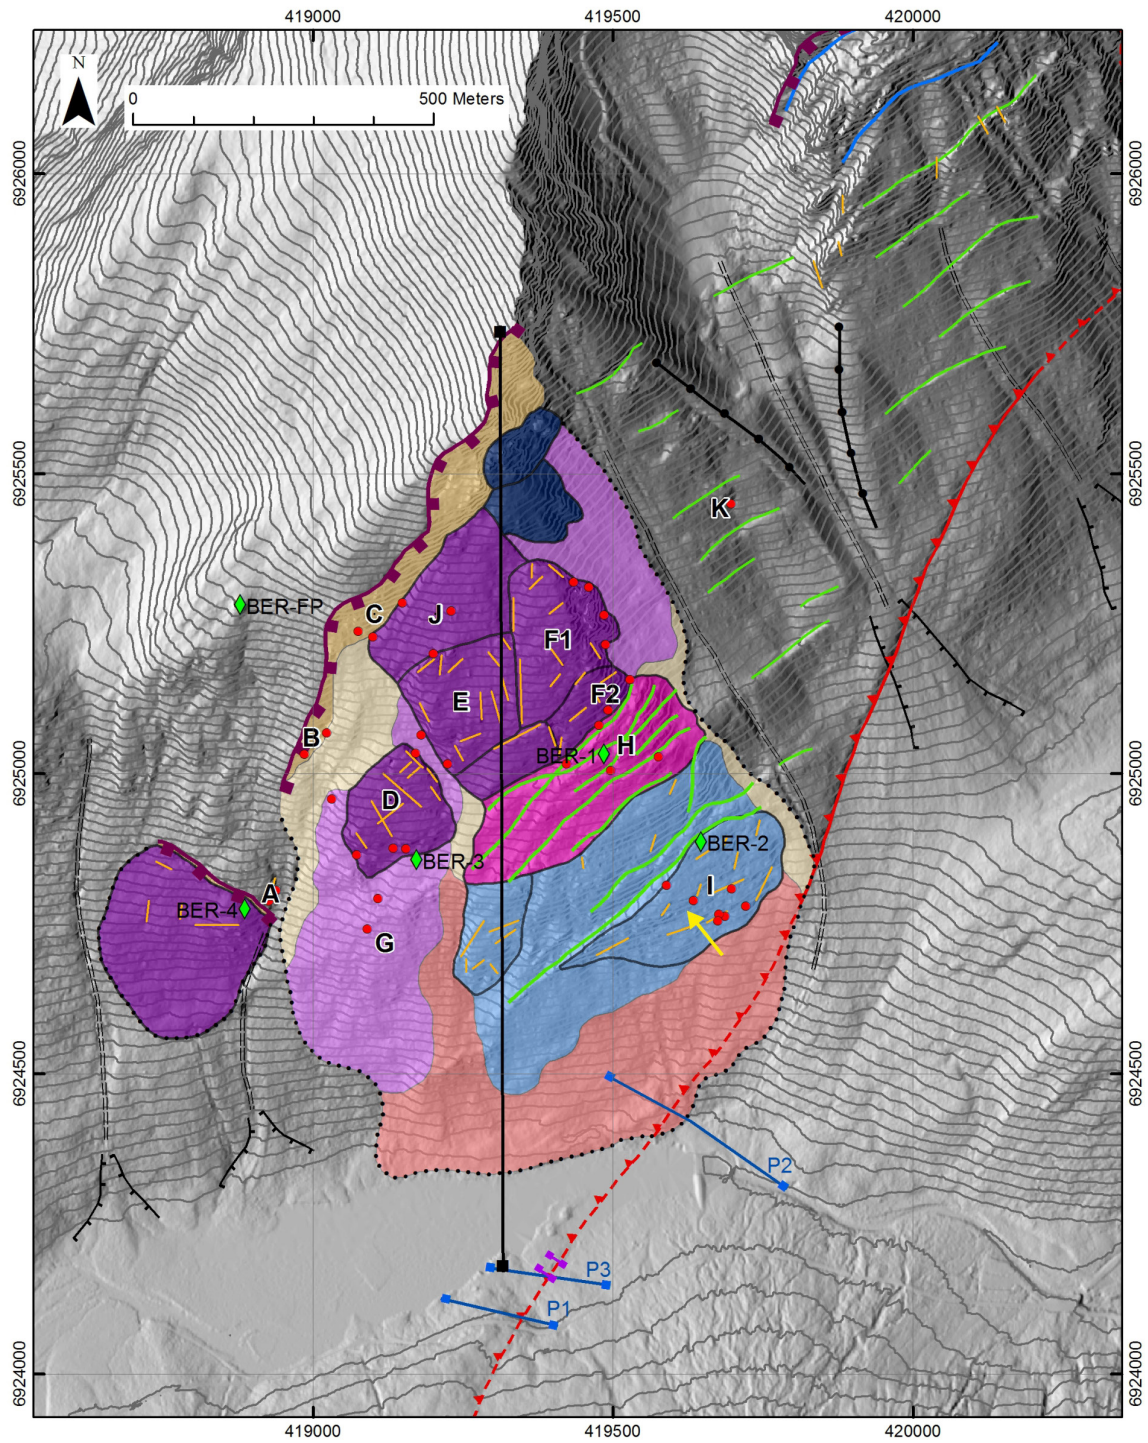 419000 419500 420000
N
0 500 Meters
6926000 6926000
K
6925500 6925500
BER-FP
C J
F1
E F2
B
BER-1 H
6925000 6925000
D
BER-2
BER-3
A I
BER-4
G
6924500 6924500
P2
P3
P1
6924000 6924000
419000 419500 420000